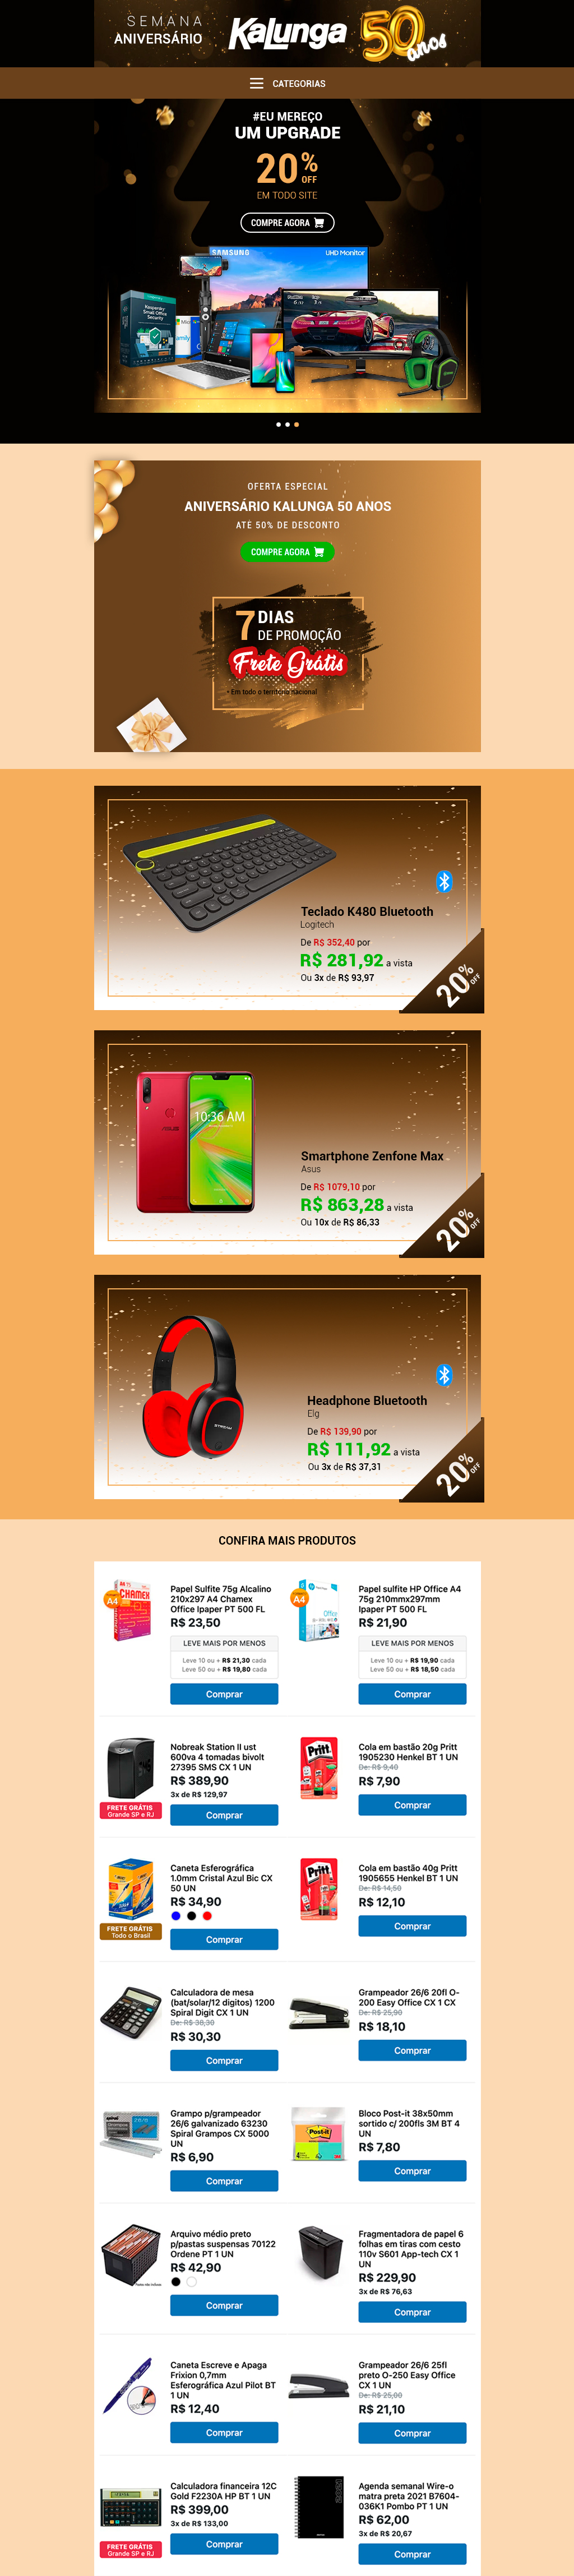 SEMANA
ANIVERSÁRIO
Kalunga
50
anos
CATEGORIAS
#EU MEREÇO
UM UPGRADE
20%
OFF
EM TODO SITE
COMPRE AGORA
SAMSUNG
UHD Monitor
OFERTA ESPECIAL
ANIVERSÁRIO KALUNGA 50 ANOS
ATÉ 50% DE DESCONTO
COMPRE AGORA
7 DIAS
DE PROMOÇÃO
Frete Grátis
• Em todo o território nacional
Teclado K480 Bluetooth
Logitech
De R$ 352,40 por
R$ 281,92 a vista
Ou 3x de R$ 93,97
20% OFF
10:36 AM
Smartphone Zenfone Max
Asus
De R$ 1079,10 por
R$ 863,28 a vista
Ou 10x de R$ 86,33
20% OFF
STREAM
Headphone Bluetooth
Elg
De R$ 139,90 por
R$ 111,92 a vista
Ou 3x de R$ 37,31
20% OFF
CONFIRA MAIS PRODUTOS
CHAMEX
A4
Papel Sulfite 75g Alcalino
210x297 A4 Chamex
Office Ipaper PT 500 FL
R$ 23,50
LEVE MAIS POR MENOS
Leve 10 ou + R$ 21,30 cada
Leve 50 ou + R$ 19,80 cada
Comprar
A4
Office
Papel sulfite HP Office A4
75g 210mmx297mm
Ipaper PT 500 FL
R$ 21,90
LEVE MAIS POR MENOS
Leve 10 ou + R$ 19,90 cada
Leve 50 ou + R$ 18,50 cada
Comprar
Nobreak Station II ust
600va 4 tomadas bivolt
27395 SMS CX 1 UN
R$ 389,90
3x de R$ 129,97
FRETE GRÁTIS
Grande SP e RJ
Comprar
Pritt
Cola em bastão 20g Pritt
1905230 Henkel BT 1 UN
De: R$ 9,40
R$ 7,90
Comprar
Caneta Esferográfica
1.0mm Cristal Azul Bic CX
50 UN
R$ 34,90
FRETE GRÁTIS
Todo o Brasil
Comprar
Pritt
Cola em bastão 40g Pritt
1905655 Henkel BT 1 UN
De: R$ 14,50
R$ 12,10
Comprar
Calculadora de mesa
(bat/solar/12 digitos) 1200
Spiral Digit CX 1 UN
De: R$ 38,30
R$ 30,30
Comprar
Grampeador 26/6 20fl O-
200 Easy Office CX 1 CX
De: R$ 25,90
R$ 18,10
Comprar
Grampo p/grampeador
26/6 galvanizado 63230
Spiral Grampos CX 5000
UN
R$ 6,90
Comprar
Post-it
Bloco Post-it 38x50mm
sortido c/ 200fls 3M BT 4
UN
R$ 7,80
Comprar
Arquivo médio preto
p/pastas suspensas 70122
Ordene PT 1 UN
R$ 42,90
Comprar
Fragmentadora de papel 6
folhas em tiras com cesto
110v S601 App-tech CX 1
UN
R$ 229,90
3x de R$ 76,63
Comprar
Caneta Escreve e Apaga
Frixion 0,7mm
Esferográfica Azul Pilot BT
1 UN
R$ 12,40
Comprar
Grampeador 26/6 25fl
preto O-250 Easy Office
CX 1 UN
De: R$ 25,00
R$ 21,10
Comprar
Calculadora financeira 12C
Gold F2230A HP BT 1 UN
R$ 399,00
3x de R$ 133,00
FRETE GRÁTIS
Grande SP e RJ
Comprar
2021
Agenda semanal Wire-o
matra preta 2021 B7604-
036K1 Pombo PT 1 UN
R$ 62,00
3x de R$ 20,67
Comprar